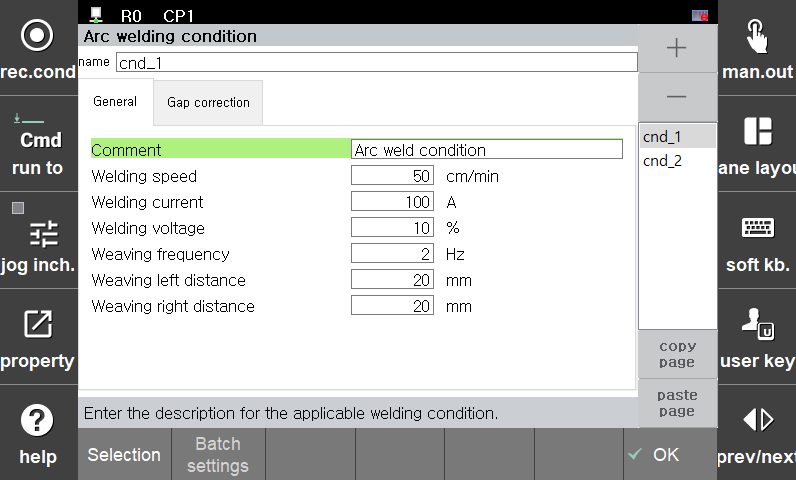 R0 CP1
Arc welding condition
name cnd_1
General Gap correction
Comment Arc weld condition
Welding speed 50 cm/min
Welding current 100 A
Welding voltage 10 %
Weaving frequency 2 Hz
Weaving left distance 20 mm
Weaving right distance 20 mm
Enter the description for the applicable welding condition.
Selection
Batch
settings
OK
cnd_1
cnd_2
copy
page
paste
page
rec.cond
Cmd
run to
jog inch.
property
help
man.out
ane layou
soft kb.
U
user key
prev/next